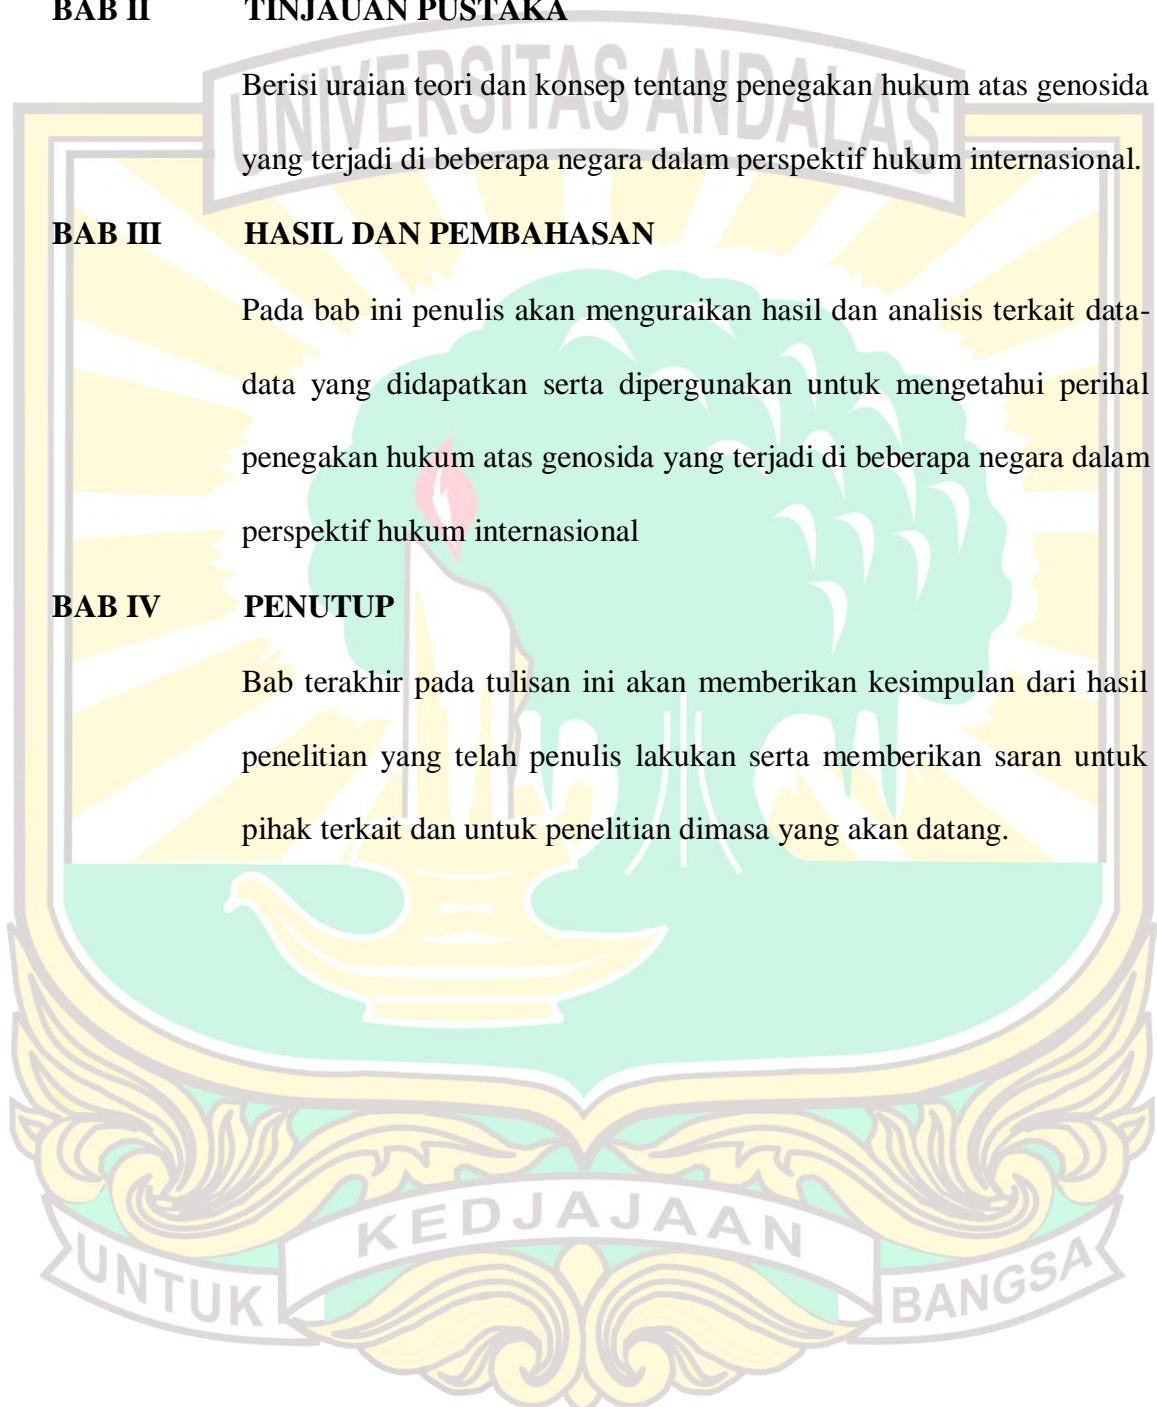 BAB II TINJAUAN PUSTAKA
UNIVERSITAS ANDALAS
Berisi uraian teori dan konsep tentang penegakan hukum atas genosida
yang terjadi di beberapa negara dalam perspektif hukum internasional.
BAB III HASIL DAN PEMBAHASAN
Pada bab ini penulis akan menguraikan hasil dan analisis terkait data-
data yang didapatkan serta dipergunakan untuk mengetahui perihal
penegakan hukum atas genosida yang terjadi di beberapa negara dalam
perspektif hukum internasional
BAB IV PENUTUP
Bab terakhir pada tulisan ini akan memberikan kesimpulan dari hasil
penelitian yang telah penulis lakukan serta memberikan saran untuk
pihak terkait dan untuk penelitian dimasa yang akan datang.
UNTUK KEDJAJAAN BANGSA